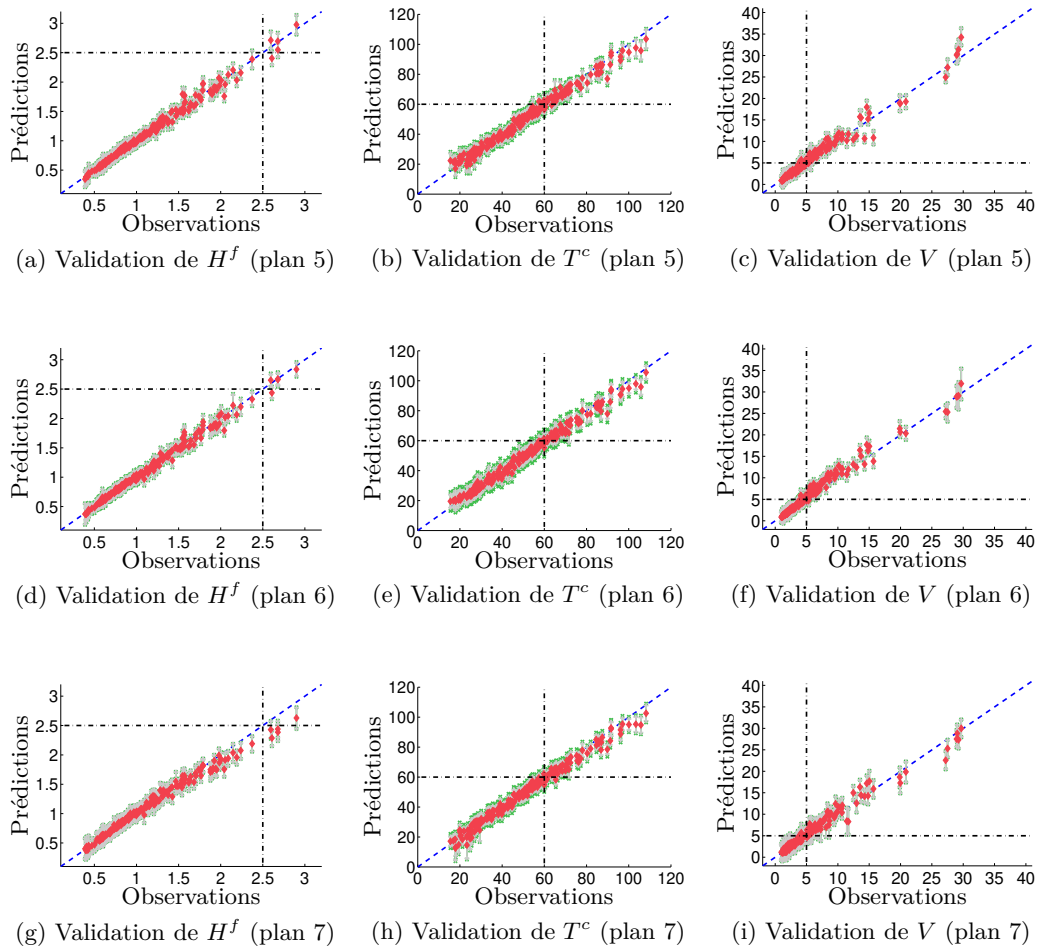 3
2.5
2
1.5
1
0.5
Prédictions
0.5 1 1.5 2 2.5 3
Observations
(a) Validation de H^f (plan 5)
120
100
80
60
40
20
0
Prédictions
0 20 40 60 80 100 120
Observations
(b) Validation de T^c (plan 5)
40
35
30
25
20
15
10
5
0
Prédictions
0 5 10 15 20 25 30 35 40
Observations
(c) Validation de V (plan 5)
3
2.5
2
1.5
1
0.5
Prédictions
0.5 1 1.5 2 2.5 3
Observations
(d) Validation de H^f (plan 6)
120
100
80
60
40
20
0
Prédictions
0 20 40 60 80 100 120
Observations
(e) Validation de T^c (plan 6)
40
35
30
25
20
15
10
5
0
Prédictions
0 5 10 15 20 25 30 35 40
Observations
(f) Validation de V (plan 6)
3
2.5
2
1.5
1
0.5
Prédictions
0.5 1 1.5 2 2.5 3
Observations
(g) Validation de H^f (plan 7)
120
100
80
60
40
20
0
Prédictions
0 20 40 60 80 100 120
Observations
(h) Validation de T^c (plan 7)
40
35
30
25
20
15
10
5
0
Prédictions
0 5 10 15 20 25 30 35 40
Observations
(i) Validation de V (plan 7)